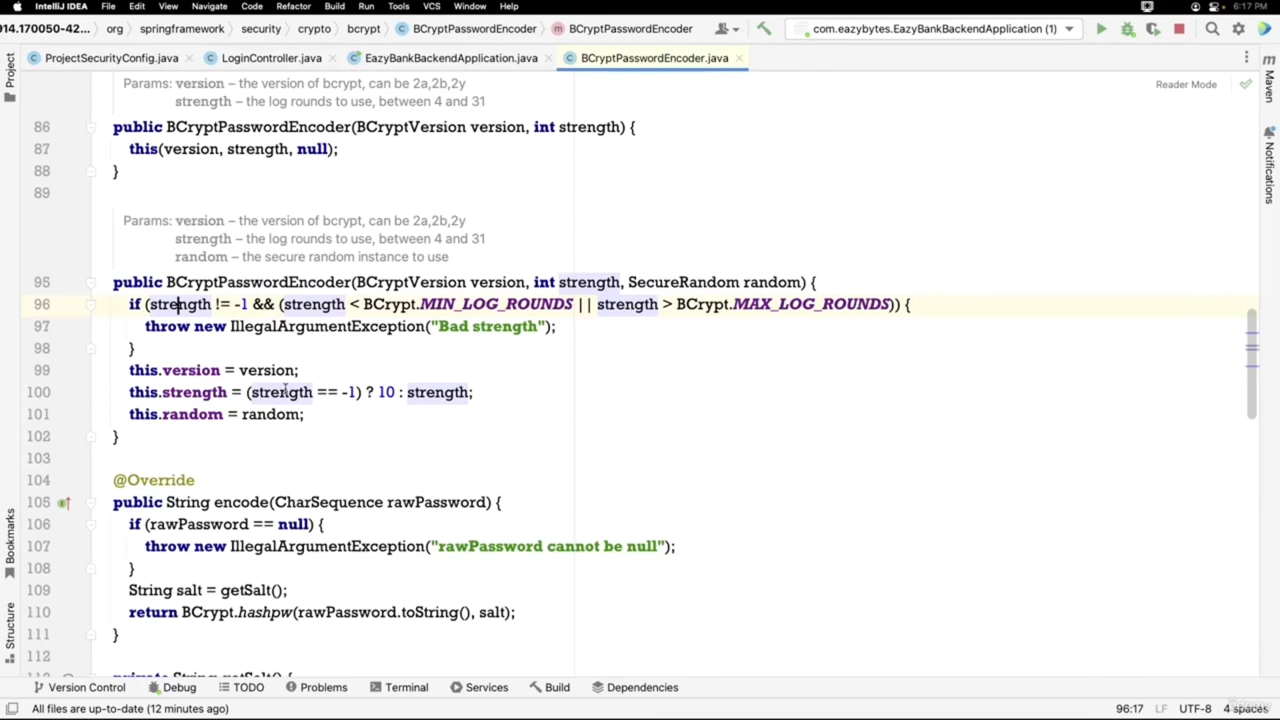 IntelliJ IDEA File Edit View Navigate Code Refactor Build Run Tools VCS Window Help 6:17 PM
914.170050-42... org springframework security crypto bcrypt BCryptPasswordEncoder BCryptPasswordEncoder com.eazybytes.EazyBankBackendApplication (1)
ProjectSecurityConfig.java LoginController.java EazyBankBackendApplication.java BCryptPasswordEncoder.java
Project
Maven
Notifications
Bookmarks
Structure
Reader Mode
Params: version – the version of bcrypt, can be 2a,2b,2y
strength – the log rounds to use, between 4 and 31
86 public BCryptPasswordEncoder(BCryptVersion version, int strength) {
87 this(version, strength, null);
88 }
89
Params: version – the version of bcrypt, can be 2a,2b,2y
strength – the log rounds to use, between 4 and 31
random – the secure random instance to use
95 public BCryptPasswordEncoder(BCryptVersion version, int strength, SecureRandom random) {
96 if (strength != -1 && (strength < BCrypt.MIN_LOG_ROUNDS || strength > BCrypt.MAX_LOG_ROUNDS)) {
97 throw new IllegalArgumentException("Bad strength");
98 }
99 this.version = version;
100 this.strength = (strength == -1) ? 10 : strength;
101 this.random = random;
102 }
103
104 @Override
105 public String encode(CharSequence rawPassword) {
106 if (rawPassword == null) {
107 throw new IllegalArgumentException("rawPassword cannot be null");
108 }
109 String salt = getSalt();
110 return BCrypt.hashpw(rawPassword.toString(), salt);
111 }
112
private String getSalt() {
Version Control Debug TODO Problems Terminal Services Build Dependencies
All files are up-to-date (12 minutes ago) 96:17 LF UTF-8 4 spaces